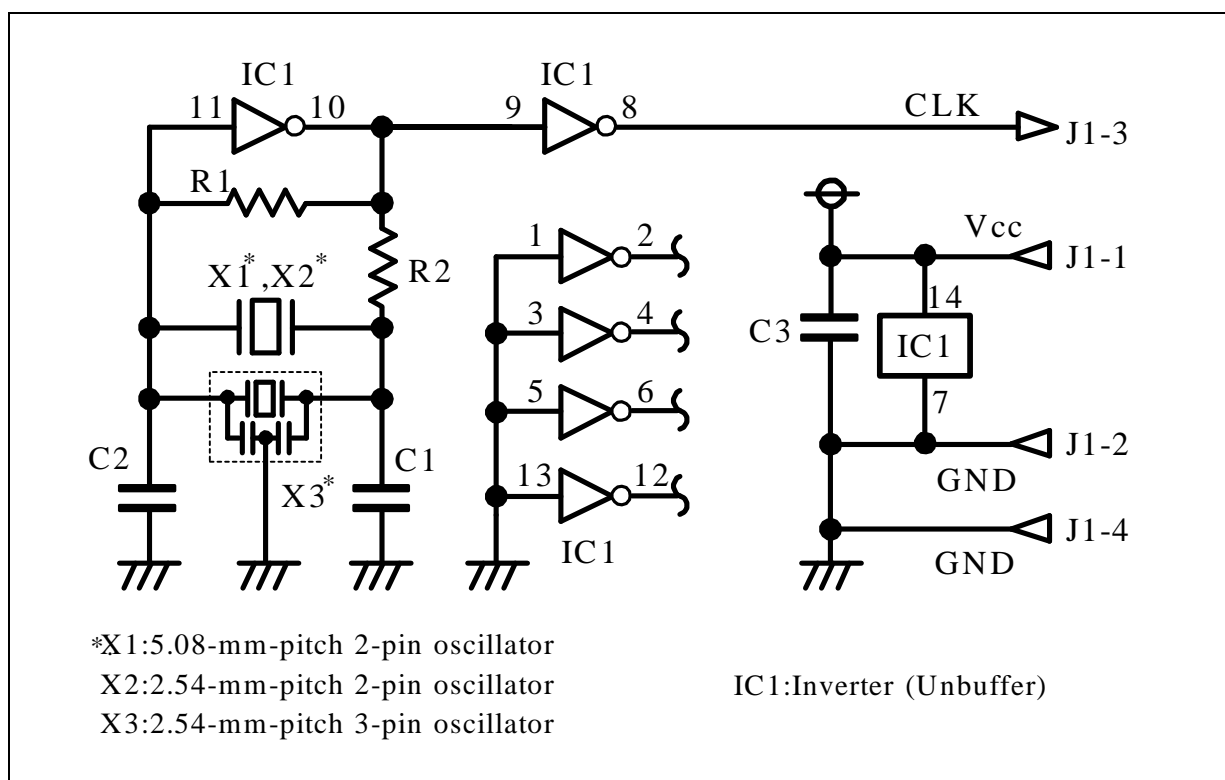 IC1
IC1
11
10
9
8
CLK
J1-3
R1
X1*,X2*
R2
1
2
3
4
5
6
13
12
IC1
Vcc
J1-1
14
C3
IC1
7
J1-2
GND
J1-4
GND
C2
C1
X3*
*X1:5.08-mm-pitch 2-pin oscillator
X2:2.54-mm-pitch 2-pin oscillator
X3:2.54-mm-pitch 3-pin oscillator
IC1:Inverter (Unbuffer)